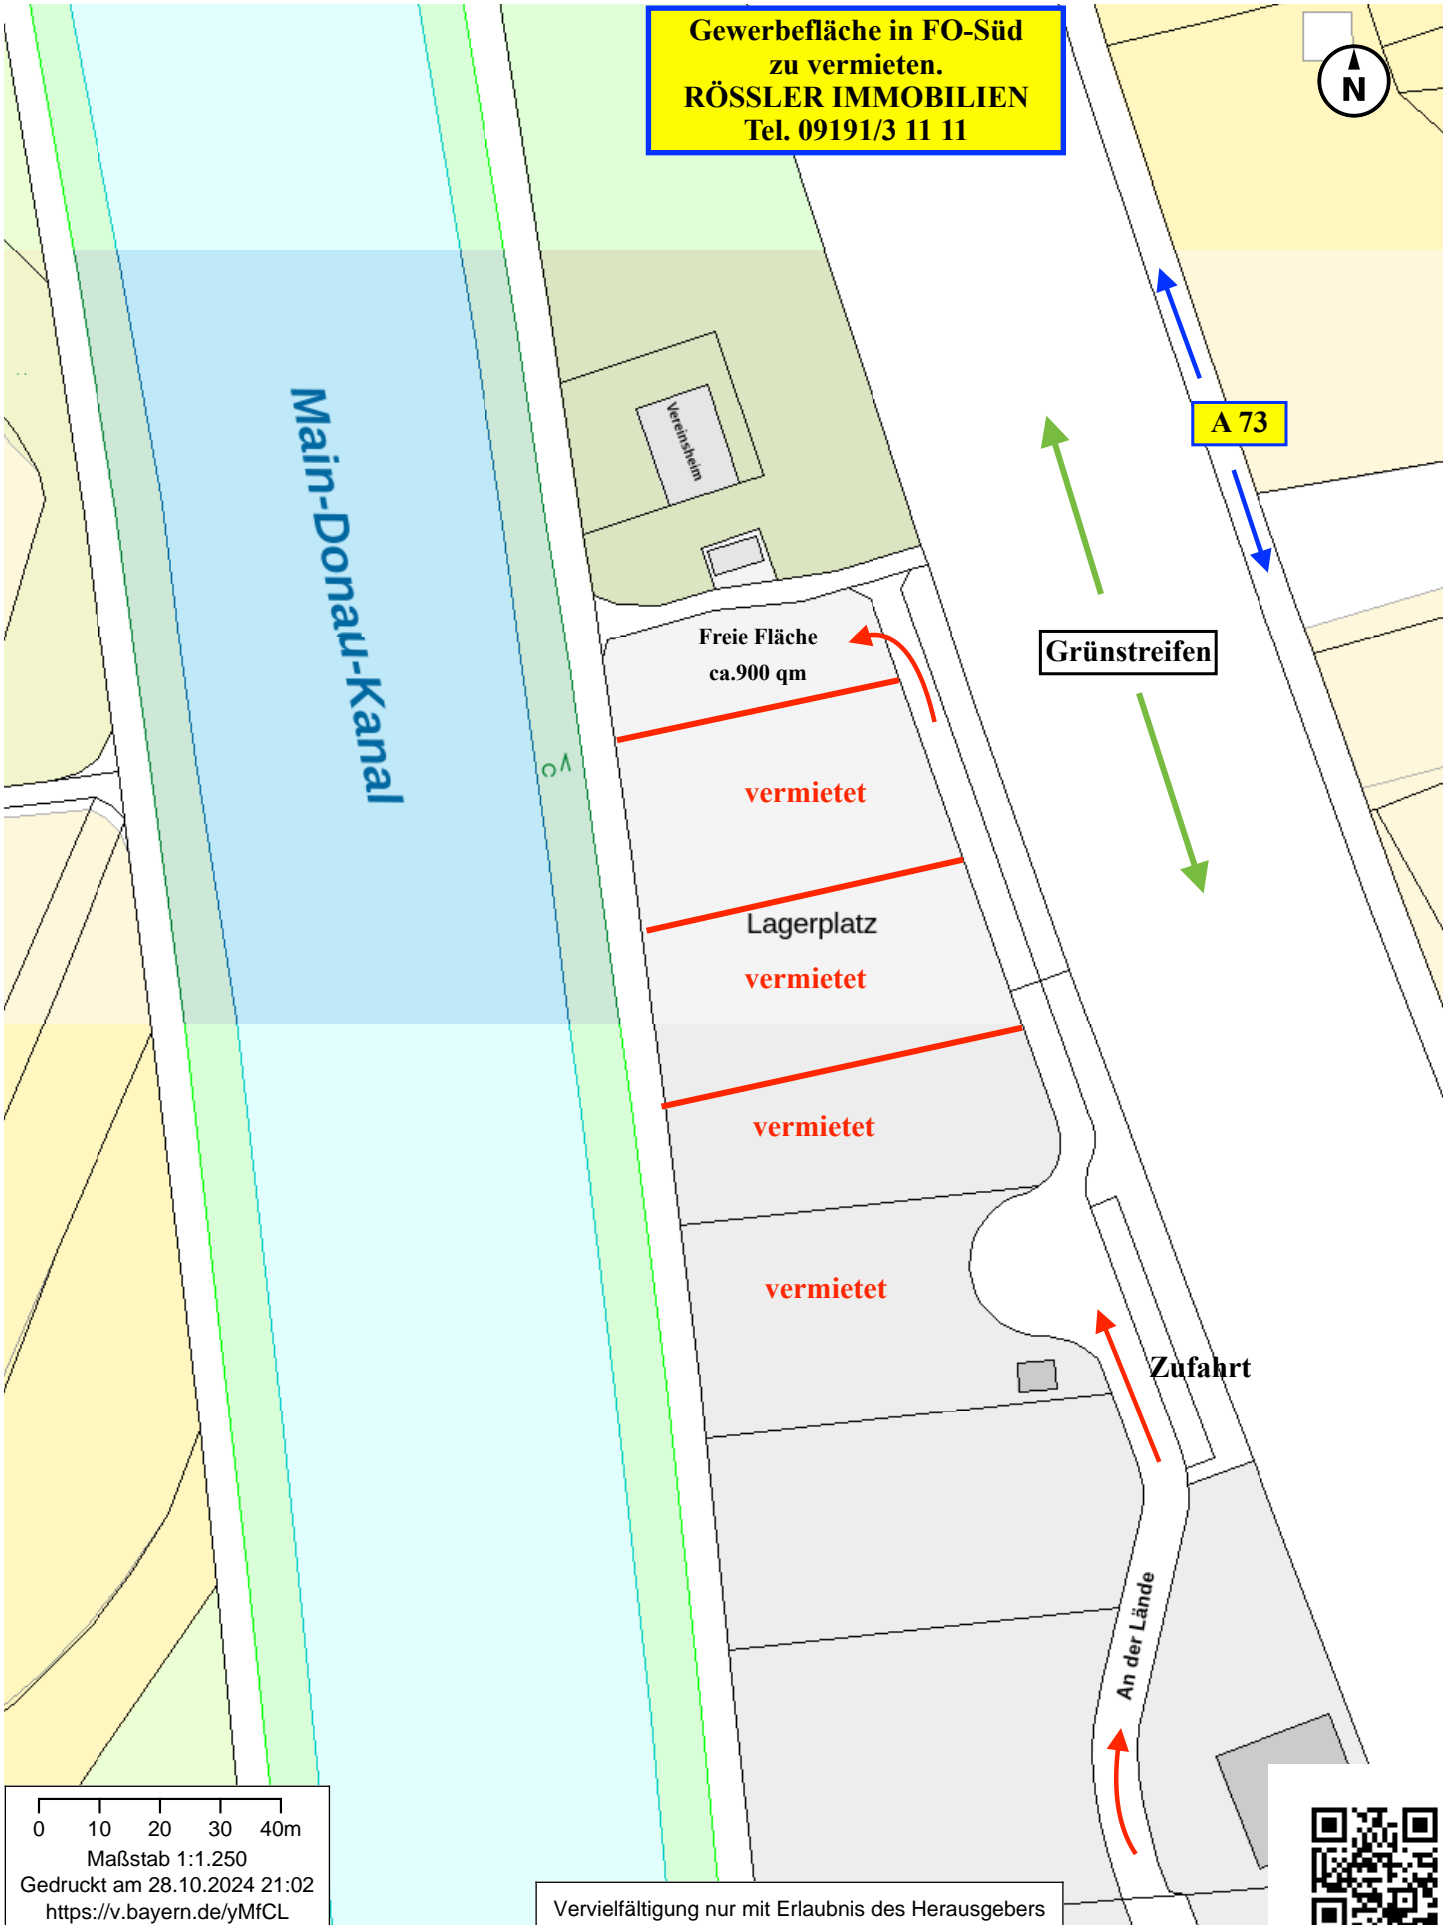 Gewerbefläche in FO-Süd
zu vermieten.
RÖSSLER IMMOBILIEN
Tel. 09191/3 11 11
N
A 73
Main-Donau-Kanal
Vereinsheim
Freie Fläche
ca.900 qm
Grünstreifen
vermietet
Lagerplatz
vermietet
vermietet
vermietet
Zufahrt
An der Lände
0 10 20 30 40m
Maßstab 1:1.250
Gedruckt am 28.10.2024 21:02
https://v.bayern.de/yMfCL
Vervielfältigung nur mit Erlaubnis des Herausgebers